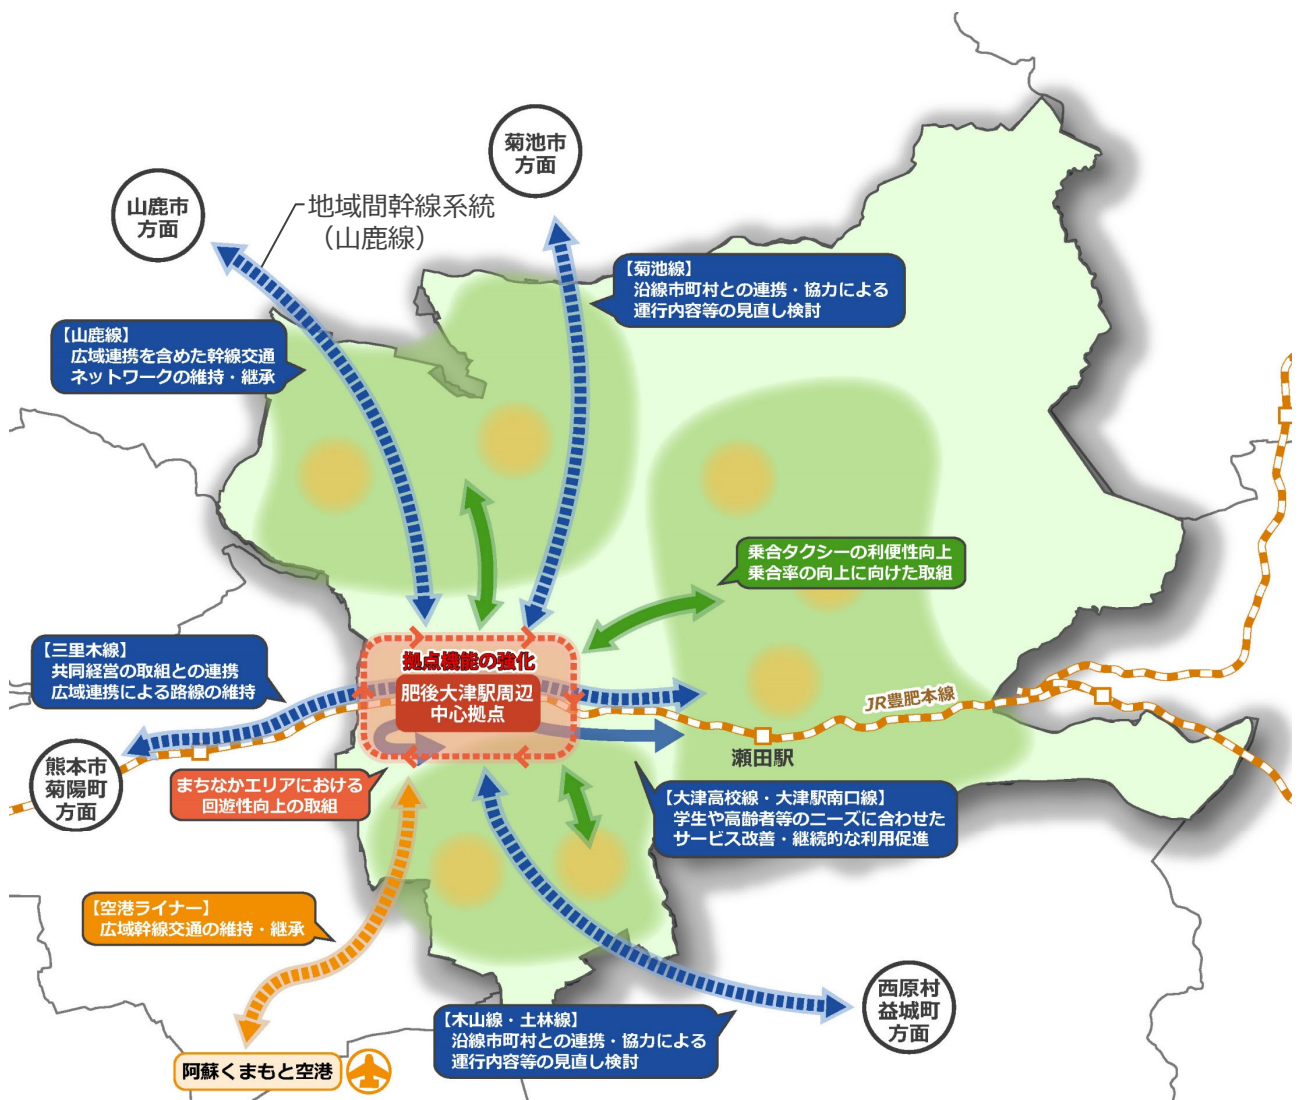 菊池市
方面
山鹿市
方面
地域間幹線系統
（山鹿線）
【菊池線】
沿線市町村との連携・協力による
運行内容等の見直し検討
【山鹿線】
広域連携を含めた幹線交通
ネットワークの維持・継承
乗合タクシーの利便性向上
乗合率の向上に向けた取組
【三里木線】
共同経営の取組との連携
広域連携による路線の維持
拠点機能の強化
肥後大津駅周辺
中心拠点
JR豊肥本線
瀬田駅
熊本市
菊陽町
方面
まちなかエリアにおける
回遊性向上の取組
【大津高校線・大津駅南口線】
学生や高齢者等のニーズに合わせた
サービス改善・継続的な利用促進
【空港ライナー】
広域幹線交通の維持・継承
西原村
益城町
方面
【木山線・土林線】
沿線市町村との連携・協力による
運行内容等の見直し検討
阿蘇くまもと空港